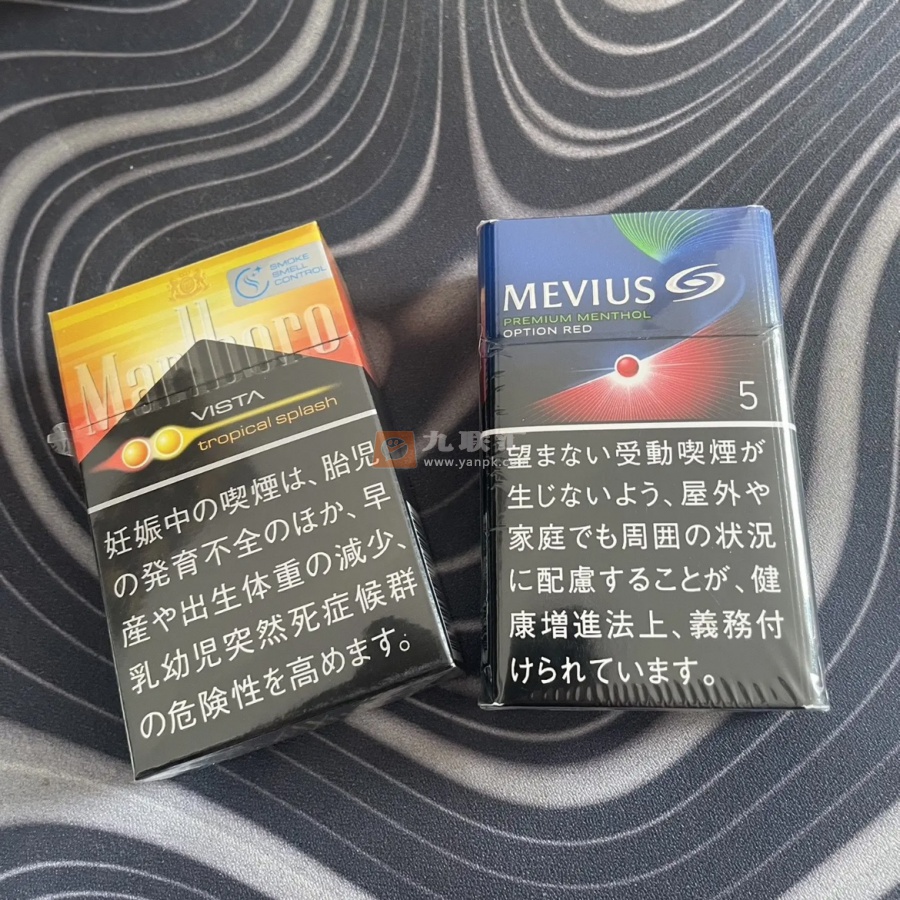 SMOKE
SMELL
CONTROL
Marlboro
VISTA
tropical splash
妊娠中の喫煙は、胎児
の発育不全のほか、早
産や出生体重の減少、
乳幼児突然死症候群
の危険性を高めます。
MEVIUS
PREMIUM MENTHOL
OPTION RED
5
望まない受動喫煙が
生じないよう、屋外や
家庭でも周囲の状況
に配慮することが、健
康増進法上、義務付
けられています。
九联
www.yanpk.c